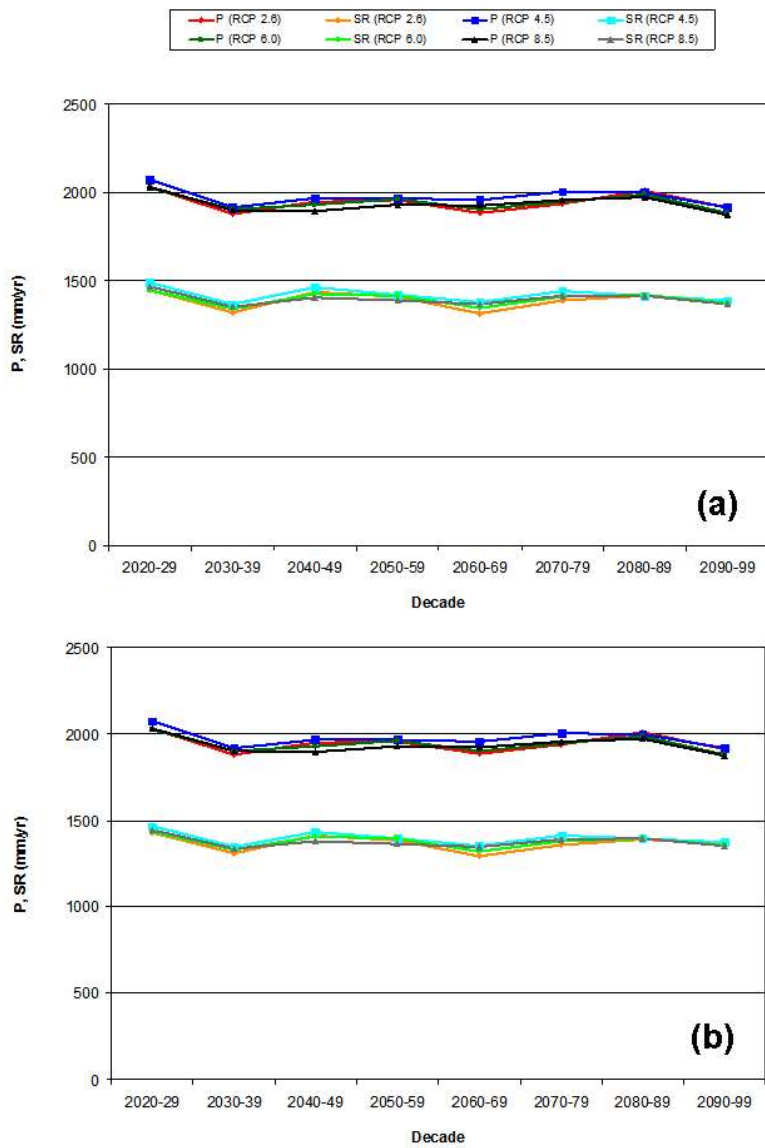 P (RCP 2.6) SR (RCP 2.6) P (RCP 4.5) SR (RCP 4.5)
P (RCP 6.0) SR (RCP 6.0) P (RCP 8.5) SR (RCP 8.5)
2500
2000
1500
1000
500
0
P, SR (mm/yr)
(a)
2020-29 2030-39 2040-49 2050-59 2060-69 2070-79 2080-89 2090-99
Decade
2500
2000
1500
1000
500
0
P, SR (mm/yr)
(b)
2020-29 2030-39 2040-49 2050-59 2060-69 2070-79 2080-89 2090-99
Decade